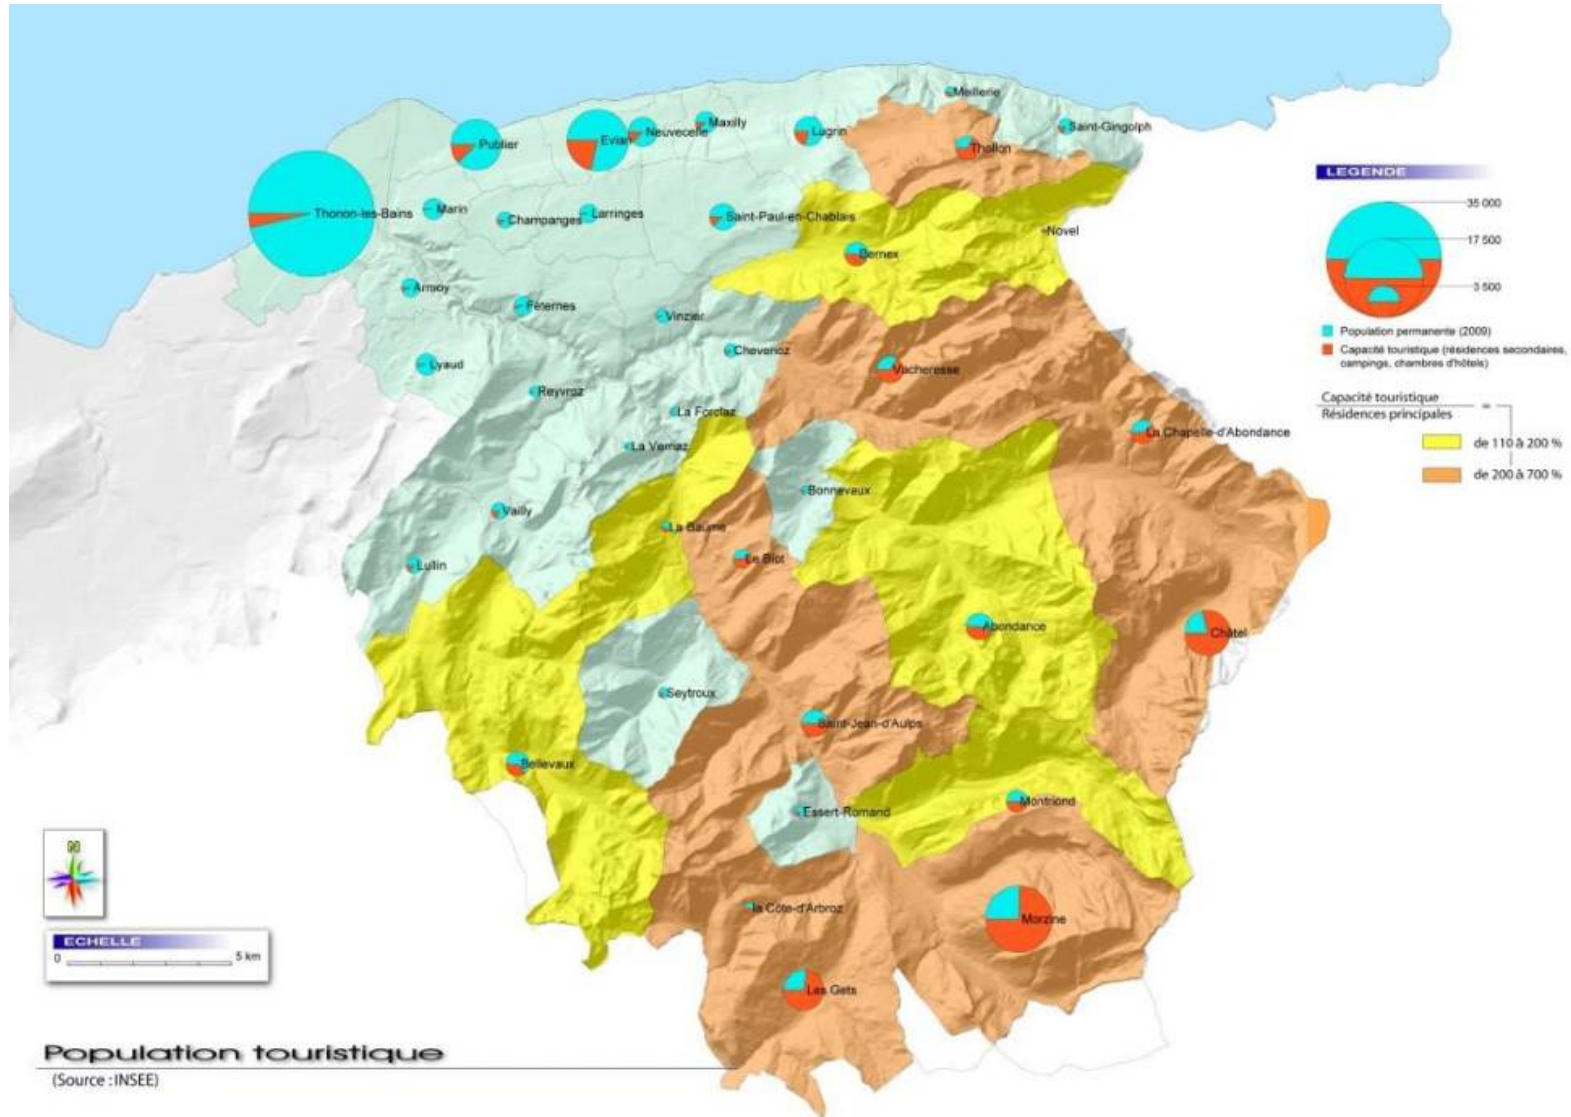 Meillerie
Maxilly
Saint-Gingolph
Neuvecelle
Lugrin
Evian
Publier
Thollon
Thonon-les-Bains
Marin
Champanges
Larringes
Saint-Paul-en-Chablais
Novel
Bernex
Armoy
Féternes
Vinzier
Chevenoz
Lyaud
Vacheresse
Reyvroz
La Forclaz
La Chapelle-d'Abondance
La Vernaz
Bonnevaux
Vailly
La Baume
Le Biot
Lullin
Abondance
Châtel
Seytroux
Saint-Jean-d'Aulps
Bellevaux
Montriond
Essert-Romand
la Côte-d'Arbroz
Morzine
Les Gets
LEGENDE
35 000
17 500
3 500
Population permanente (2009)
Capacité touristique (résidences secondaires,
campings, chambres d'hôtels)
Capacité touristique
Résidences principales
=
de 110 à 200 %
de 200 à 700 %
N
ECHELLE
0
5 km
Population touristique
(Source : INSEE)